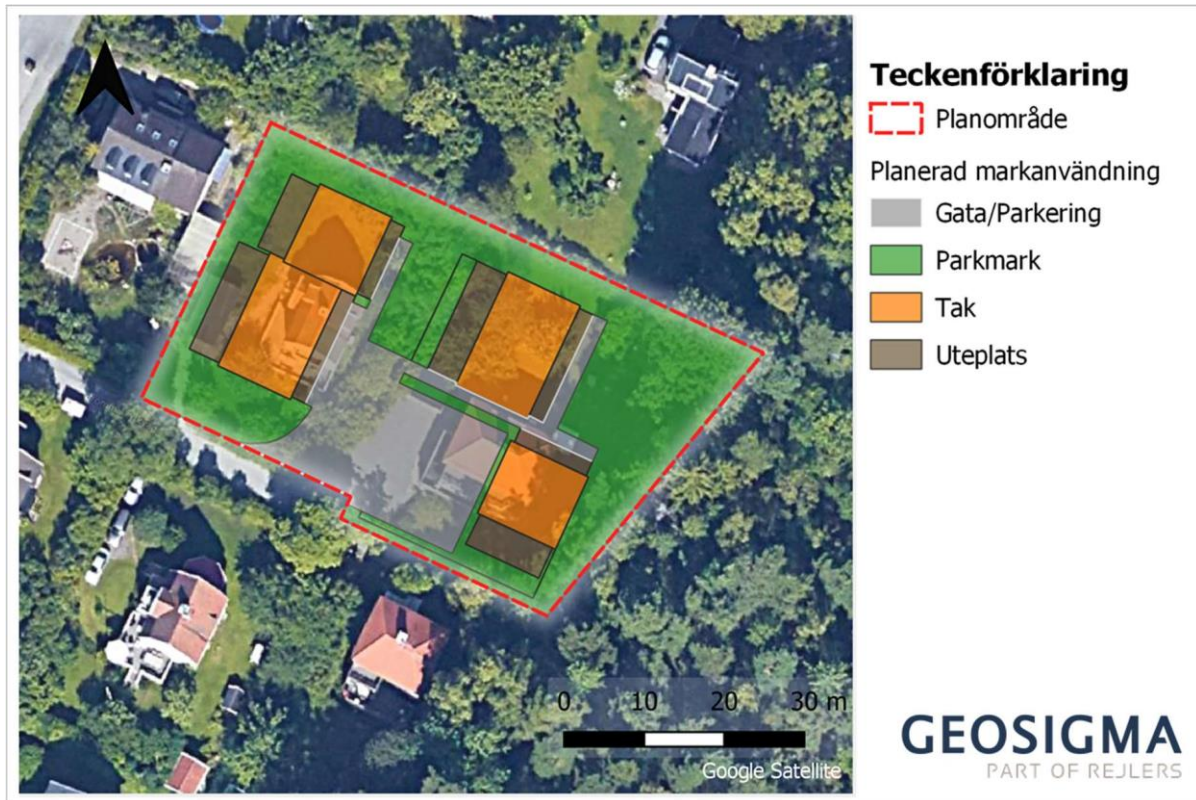 Teckenförklaring
Planområde
Planerad markanvändning
Gata/Parkering
Parkmark
Tak
Uteplats
0 10 20 30 m
Google Satellite
GEOSIGMA
PART OF REJLERS